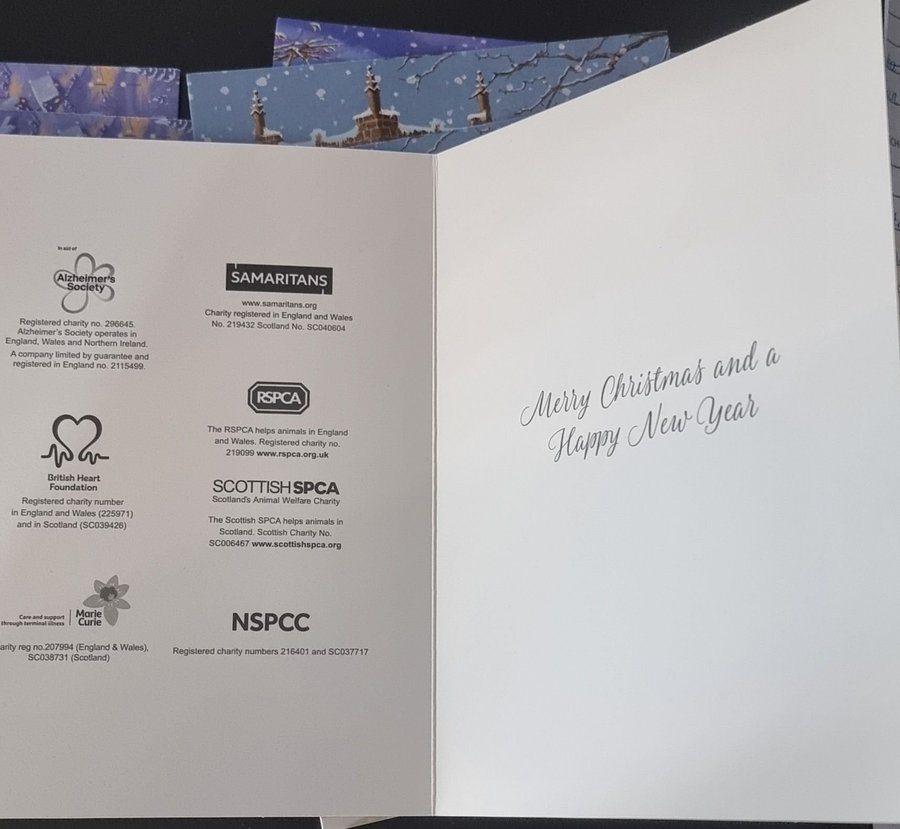 In aid of
Alzheimer's
Society
Registered charity no. 296645.
Alzheimer's Society operates in
England, Wales and Northern Ireland.
A company limited by guarantee and
registered in England no. 2115499.
British Heart
Foundation
Registered charity number
in England and Wales (225971)
and in Scotland (SC039426)
Care and support
through terminal illness
Marie
Curie
arity reg no.207994 (England & Wales),
SC038731 (Scotland)
SAMARITANS
www.samaritans.org
Charity registered in England and Wales
No. 219432 Scotland No. SC040604
RSPCA
The RSPCA helps animals in England
and Wales. Registered charity no.
219099 www.rspca.org.uk
SCOTTISH SPCA
Scotland's Animal Welfare Charity
The Scottish SPCA helps animals in
Scotland. Scottish Charity No.
SC006467 www.scottishspca.org
NSPCC
Registered charity numbers 216401 and SC037717
Merry Christmas and a
Happy New Year